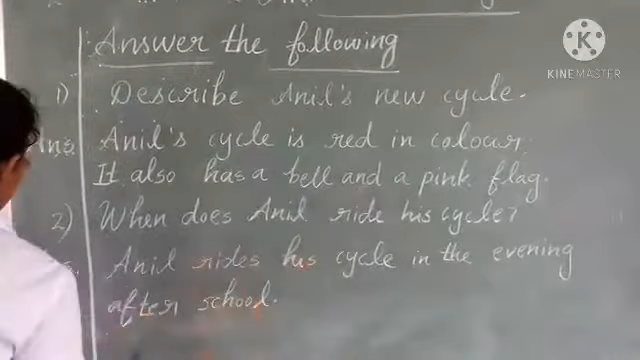 Answer the following
KINEMASTER
1) Describe Anil's new cycle.
Ans. Anil's cycle is red in colour.
It also has a bell and a pink flag.
2) When does Anil ride his cycle?
Anil rides his cycle in the evening
after school.